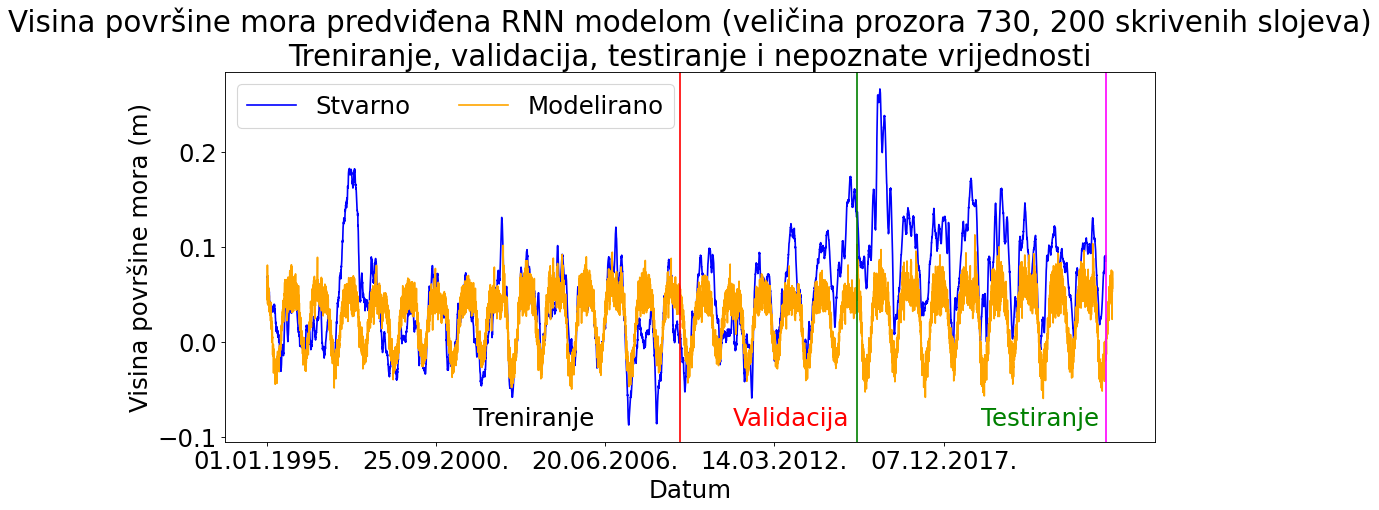 Visina površine mora predviđena RNN modelom (veličina prozora 730, 200 skrivenih slojeva)
Treniranje, validacija, testiranje i nepoznate vrijednosti
Stvarno Modelirano
Visina površine mora (m)
0.2
0.1
0.0
−0.1
Treniranje Validacija Testiranje
01.01.1995. 25.09.2000. 20.06.2006. 14.03.2012. 07.12.2017.
Datum